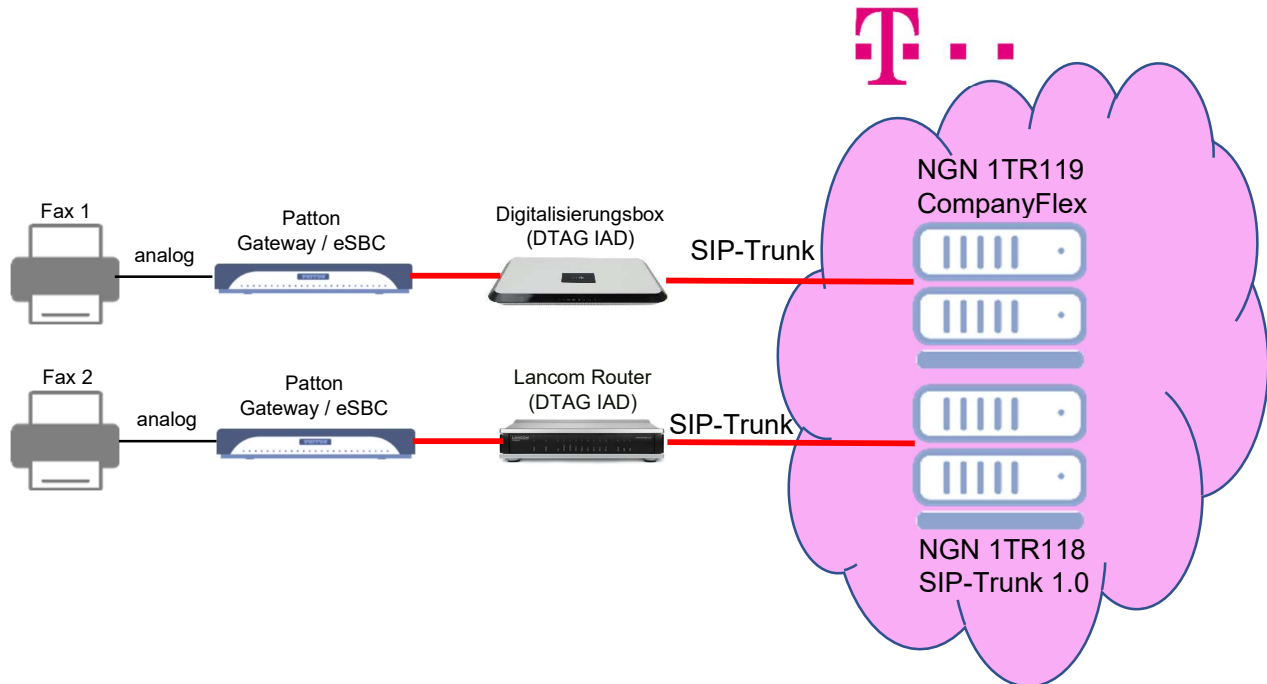 T
NGN 1TR119
CompanyFlex
Fax 1
analog
Patton
Gateway / eSBC
Digitalisierungsbox
(DTAG IAD)
SIP-Trunk
Fax 2
analog
Patton
Gateway / eSBC
Lancom Router
(DTAG IAD)
SIP-Trunk
NGN 1TR118
SIP-Trunk 1.0